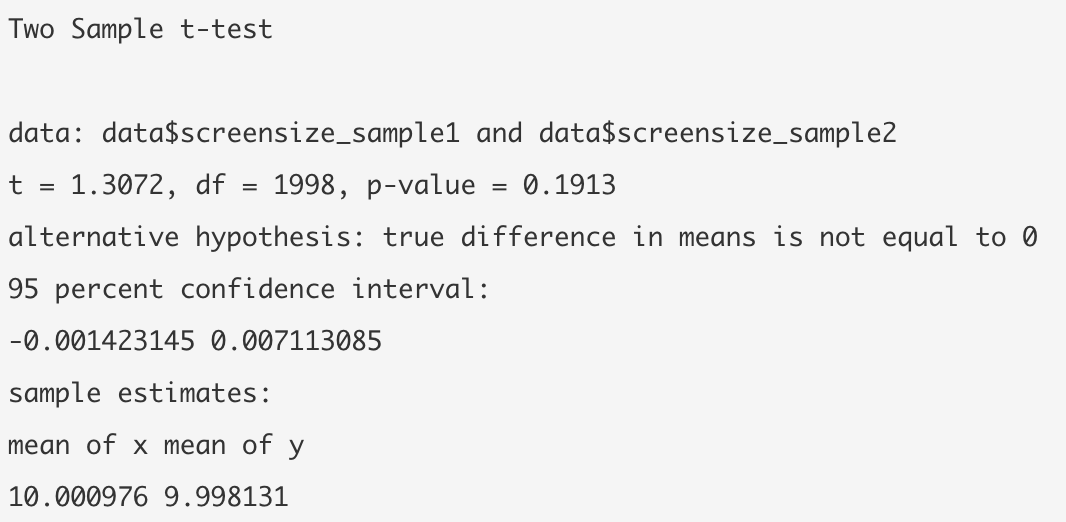 Two Sample t-test
data: data$screensize_sample1 and data$screensize_sample2
t = 1.3072, df = 1998, p-value = 0.1913
alternative hypothesis: true difference in means is not equal to 0
95 percent confidence interval:
-0.001423145 0.007113085
sample estimates:
mean of x mean of y
10.000976 9.998131